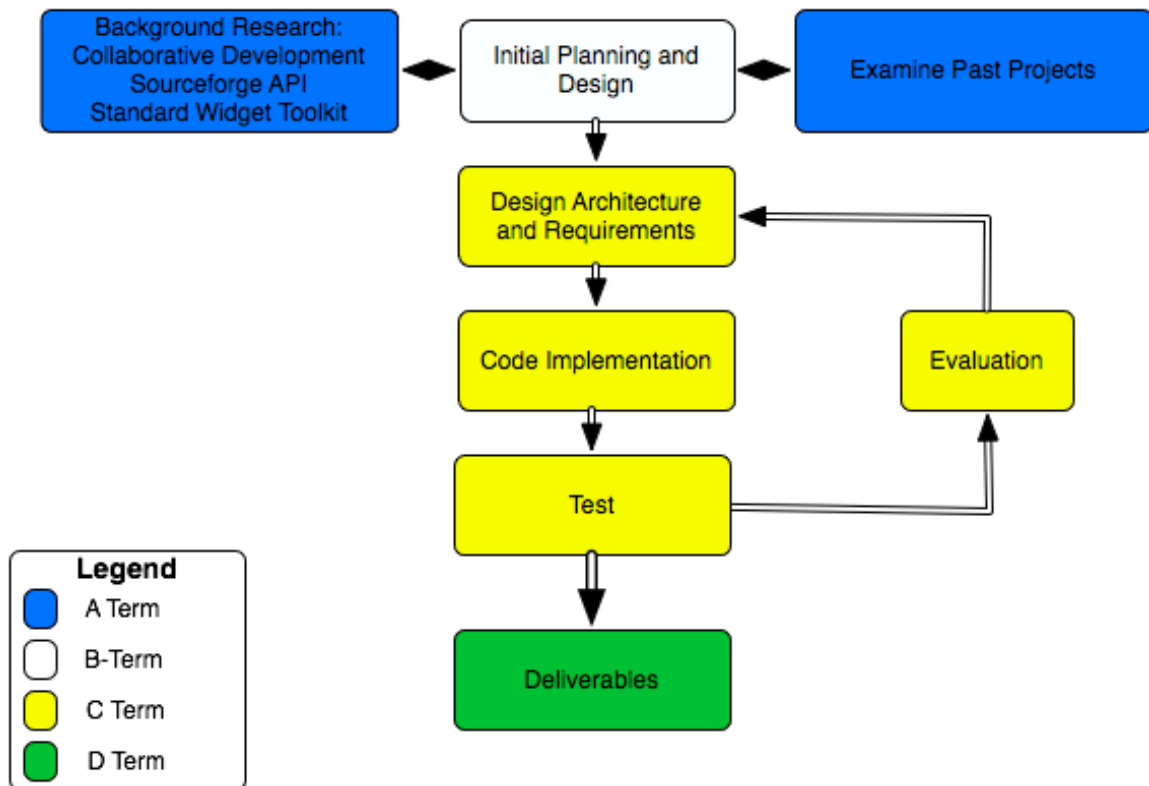 Background Research:
Collaborative Development
Sourceforge API
Standard Widget Toolkit
Initial Planning and
Design
Examine Past Projects
Design Architecture
and Requirements
Code Implementation
Evaluation
Test
Deliverables
Legend
A Term
B-Term
C Term
D Term